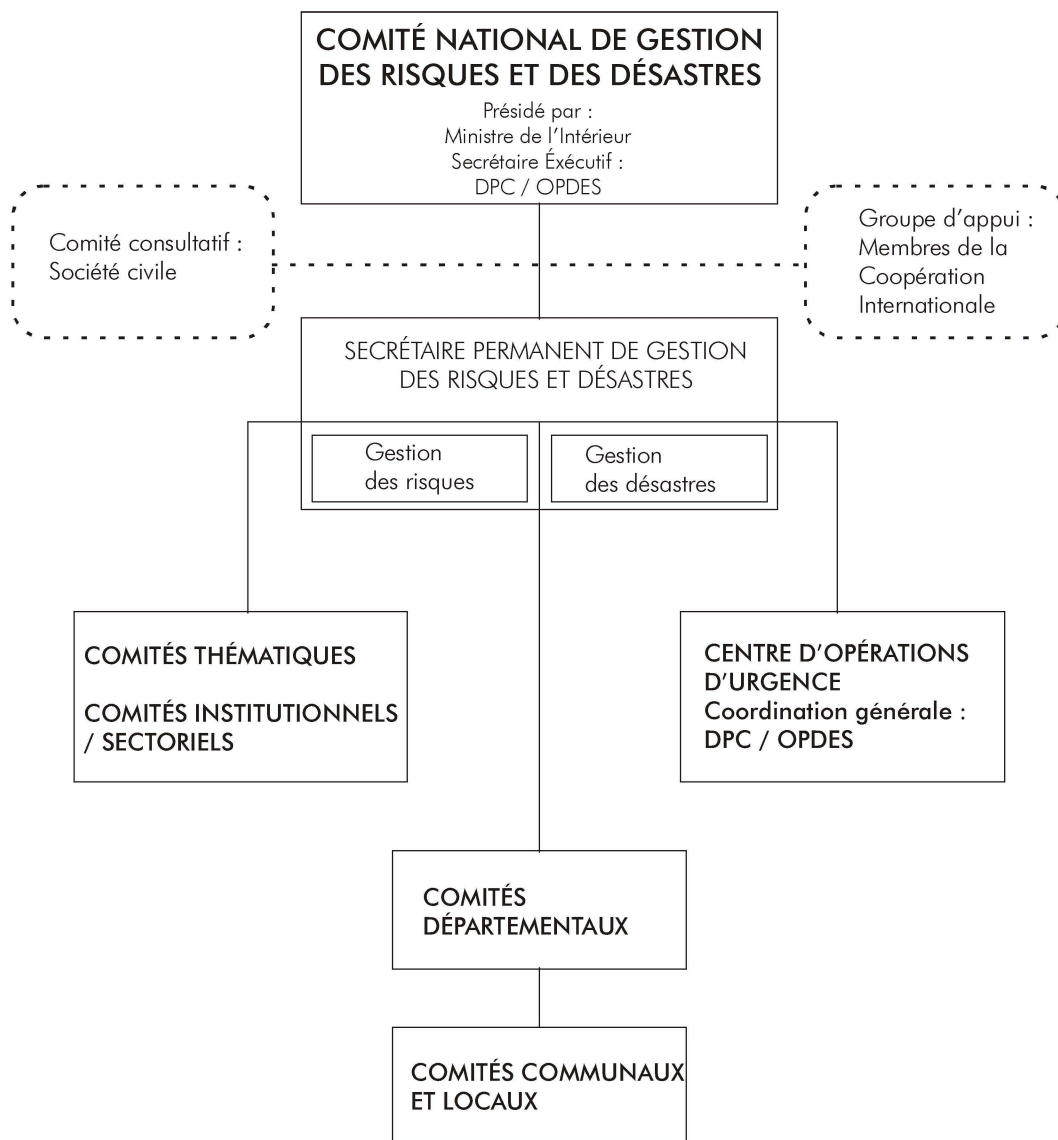 COMITÉ NATIONAL DE GESTION
DES RISQUES ET DES DÉSASTRES
Présidé par :
Ministre de l'Intérieur
Secrétaire Éxécutif :
DPC / OPDES
Comité consultatif :
Société civile
Groupe d'appui :
Membres de la
Coopération
Internationale
SECRÉTAIRE PERMANENT DE GESTION
DES RISQUES ET DÉSASTRES
Gestion
des risques
Gestion
des désastres
COMITÉS THÉMATIQUES
COMITÉS INSTITUTIONNELS
/ SECTORIELS
CENTRE D'OPÉRATIONS
D'URGENCE
Coordination générale :
DPC / OPDES
COMITÉS
DÉPARTEMENTAUX
COMITÉS COMMUNAUX
ET LOCAUX